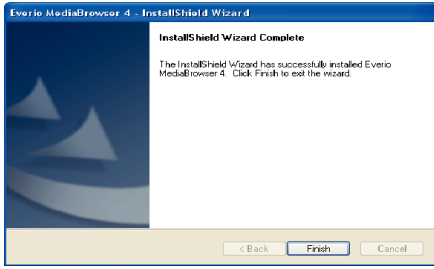 Everio MediaBrowser 4 - InstallShield Wizard
InstallShield Wizard Complete
The InstallShield Wizard has successfully installed Everio
MediaBrowser 4. Click Finish to exit the wizard.
< Back
Finish
Cancel